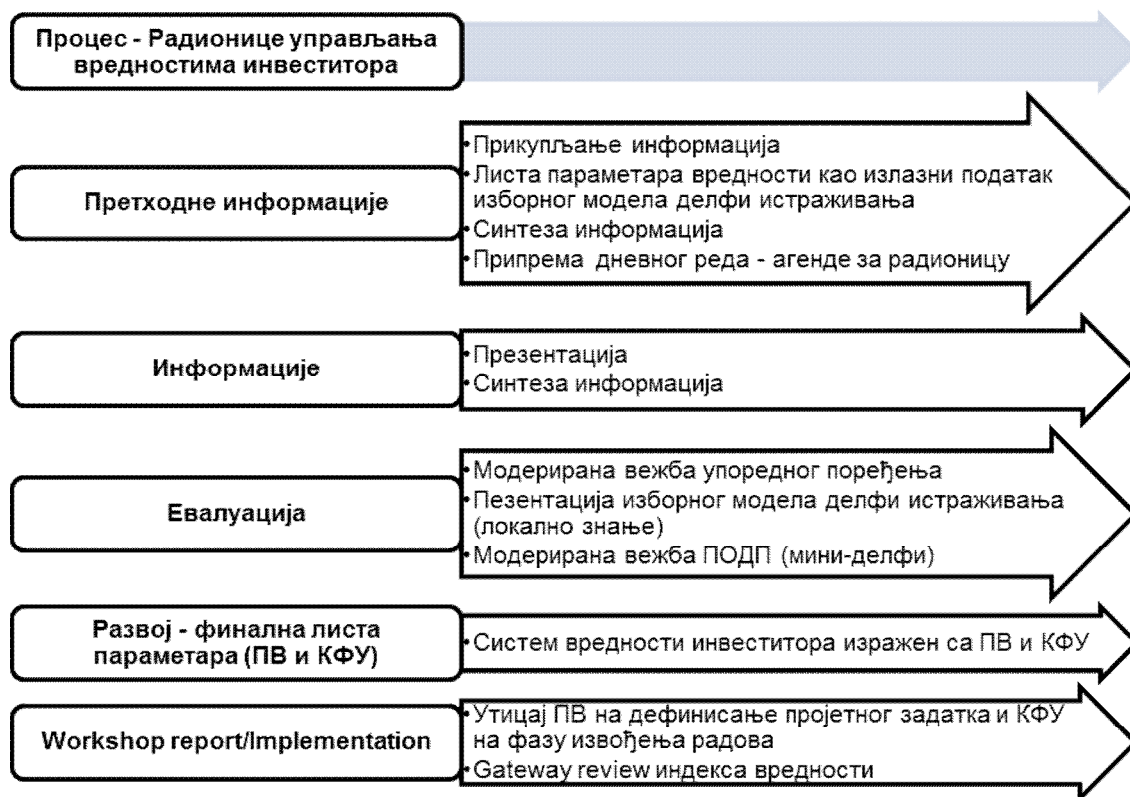 Процес - Радионице управљања
вредностима инвеститора
Претходне информације
•Прикупљање информација
•Листа параметара вредности као излазни податак
изборног модела делфи истраживања
•Синтеза информација
•Припрема дневног реда - агенде за радионицу
Информације
•Презентација
•Синтеза информација
Евалуација
•Модерирана вежба упоредног поређења
•Пезентација изборног модела делфи истраживања
(локално знање)
•Модерирана вежба ПОДП (мини-делфи)
Развој - финална листа
параметара (ПВ и КФУ)
•Систем вредности инвеститора изражен са ПВ и КФУ
Workshop report/Implementation
•Утицај ПВ на дефинисање пројетног задатка и КФУ
на фазу извођења радова
•Gateway review индекса вредности